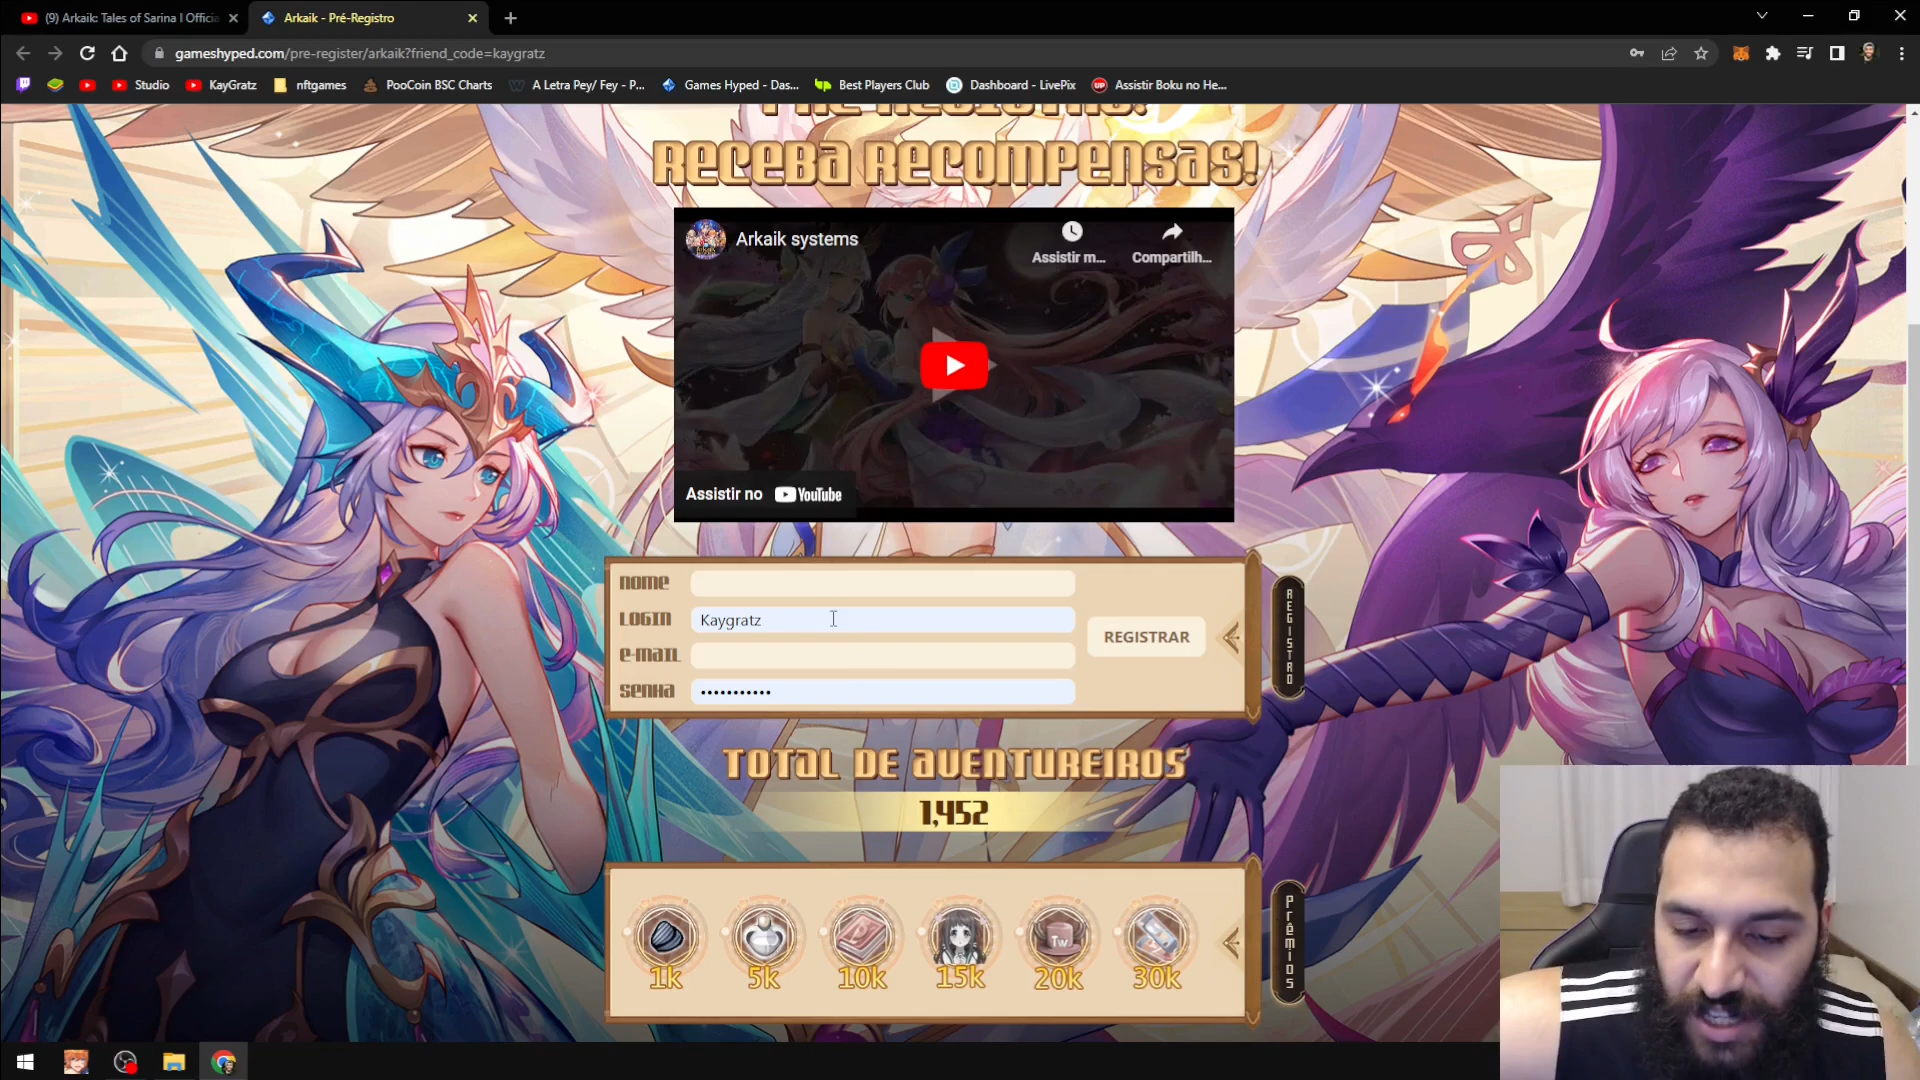 (9) Arkaik: Tales of Sarina I Officia
Arkaik - Pré-Registro
gameshyped.com/pre-register/arkaik?friend_code=kaygratz
Studio
KayGratz
nftgames
PooCoin BSC Charts
A Letra Pey/ Fey - P...
Games Hyped - Das...
Best Players Club
Dashboard - LivePix
Assistir Boku no He...
PRÉ-REGISTRO!
RECEBA RECOMPENSAS!
Arkaik systems
Assistir m...
Compartilh...
Assistir no YouTube
NOME
LOGIN
Kaygratz
REGISTRAR
E-MAIL
SENHA
•••••••••••
REGISTRO
TOTAL DE AVENTUREIROS
1,452
Tw
1k
5k
10k
15k
20k
30k
PRÊMIOS